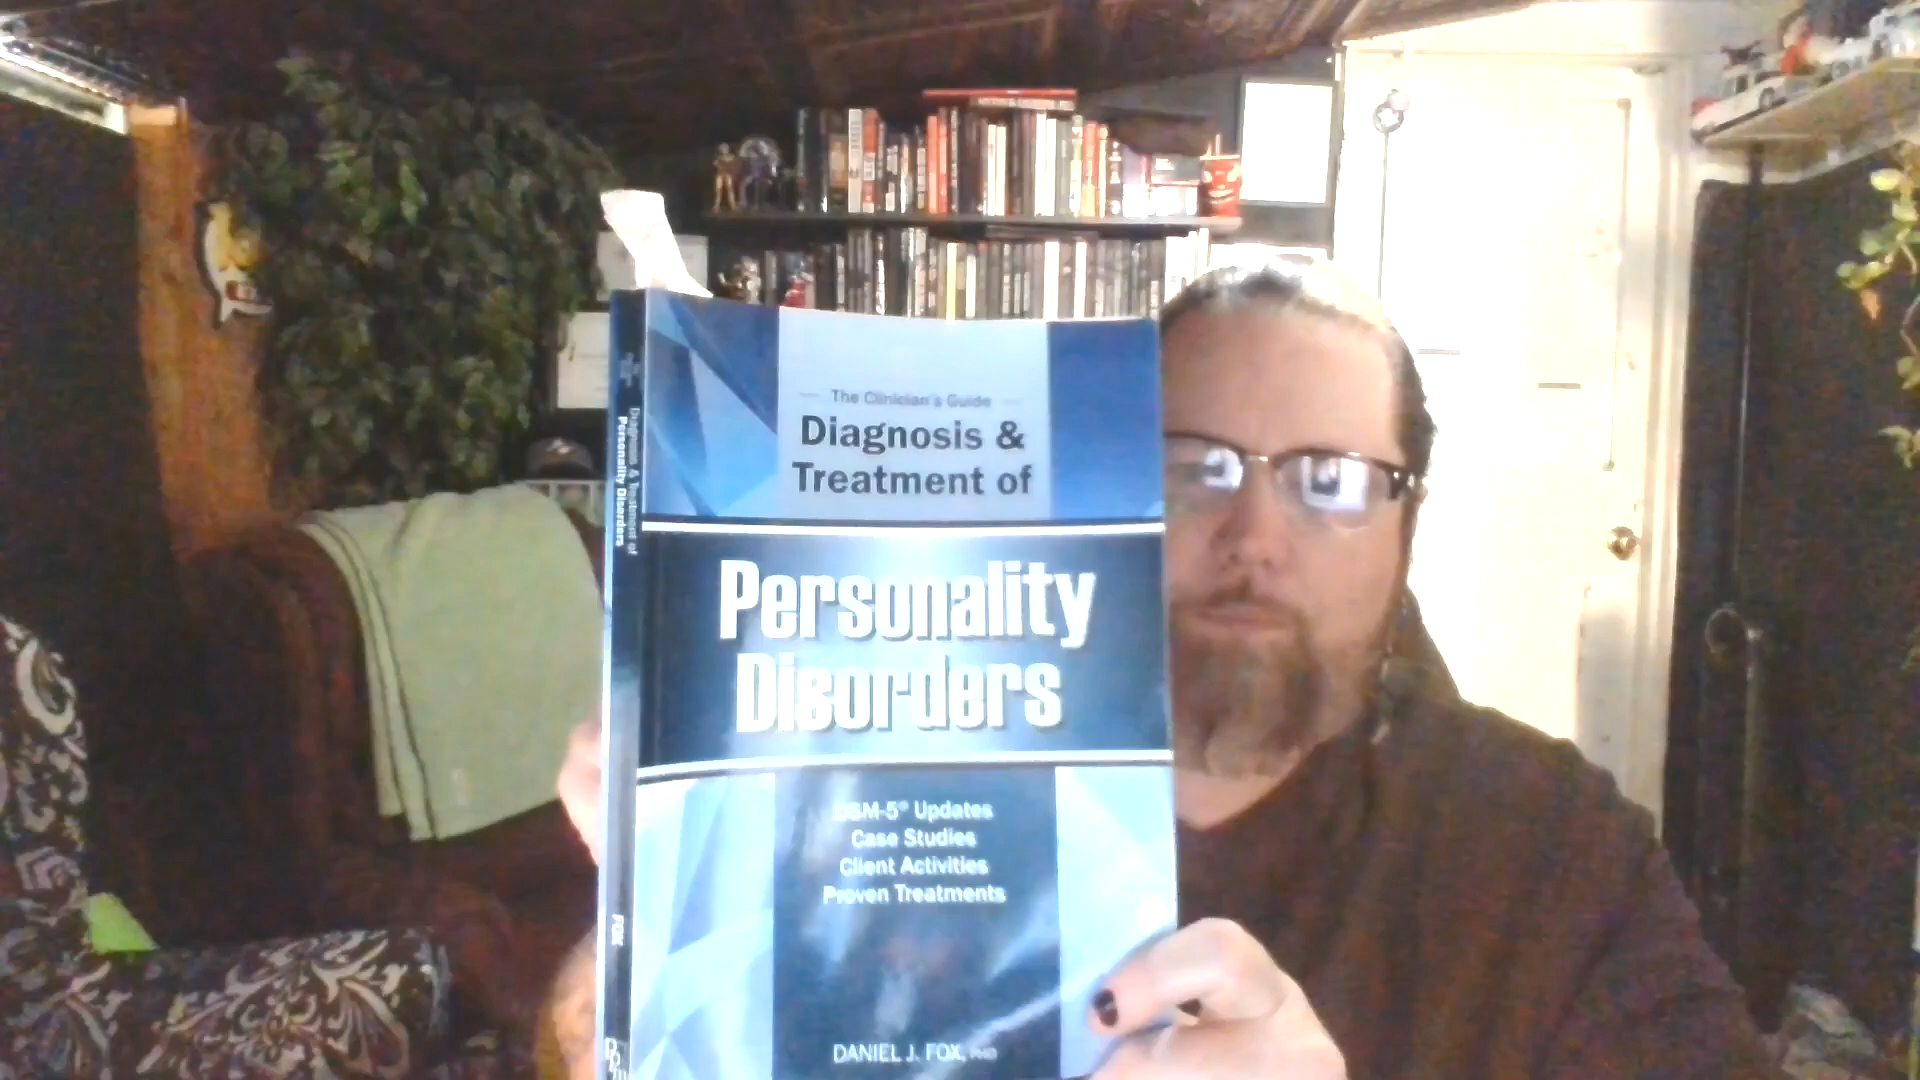 The Clinician's Guide
Diagnosis &
Treatment of
Personality
Disorders
DSM-5® Updates
Case Studies
Client Activities
Proven Treatments
DANIEL J. FOX, PHD
Diagnosis & Treatment of
Personality Disorders
FOX